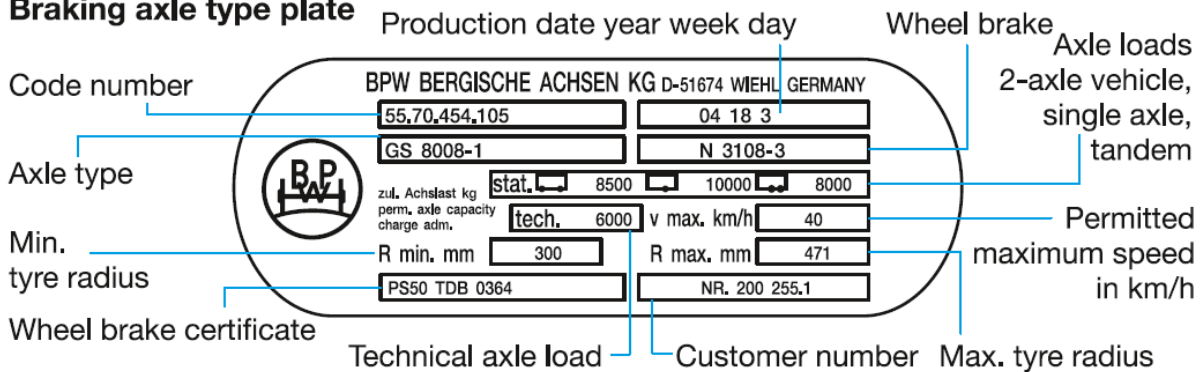 Braking axle type plate
Production date year week day
Wheel brake
Axle loads
2-axle vehicle,
single axle,
tandem
Code number
BPW BERGISCHE ACHSEN KG D-51674 WIEHL GERMANY
55.70.454.105
04 18 3
Axle type
GS 8008-1
N 3108-3
BPW
zul. Achslast kg
perm. axle capacity
charge adm.
stat. 8500 10000 8000
tech. 6000 v max. km/h 40
Permitted
maximum speed
in km/h
Min.
tyre radius
R min. mm 300 R max. mm 471
PS50 TDB 0364
NR. 200 255.1
Wheel brake certificate
Technical axle load
Customer number
Max. tyre radius